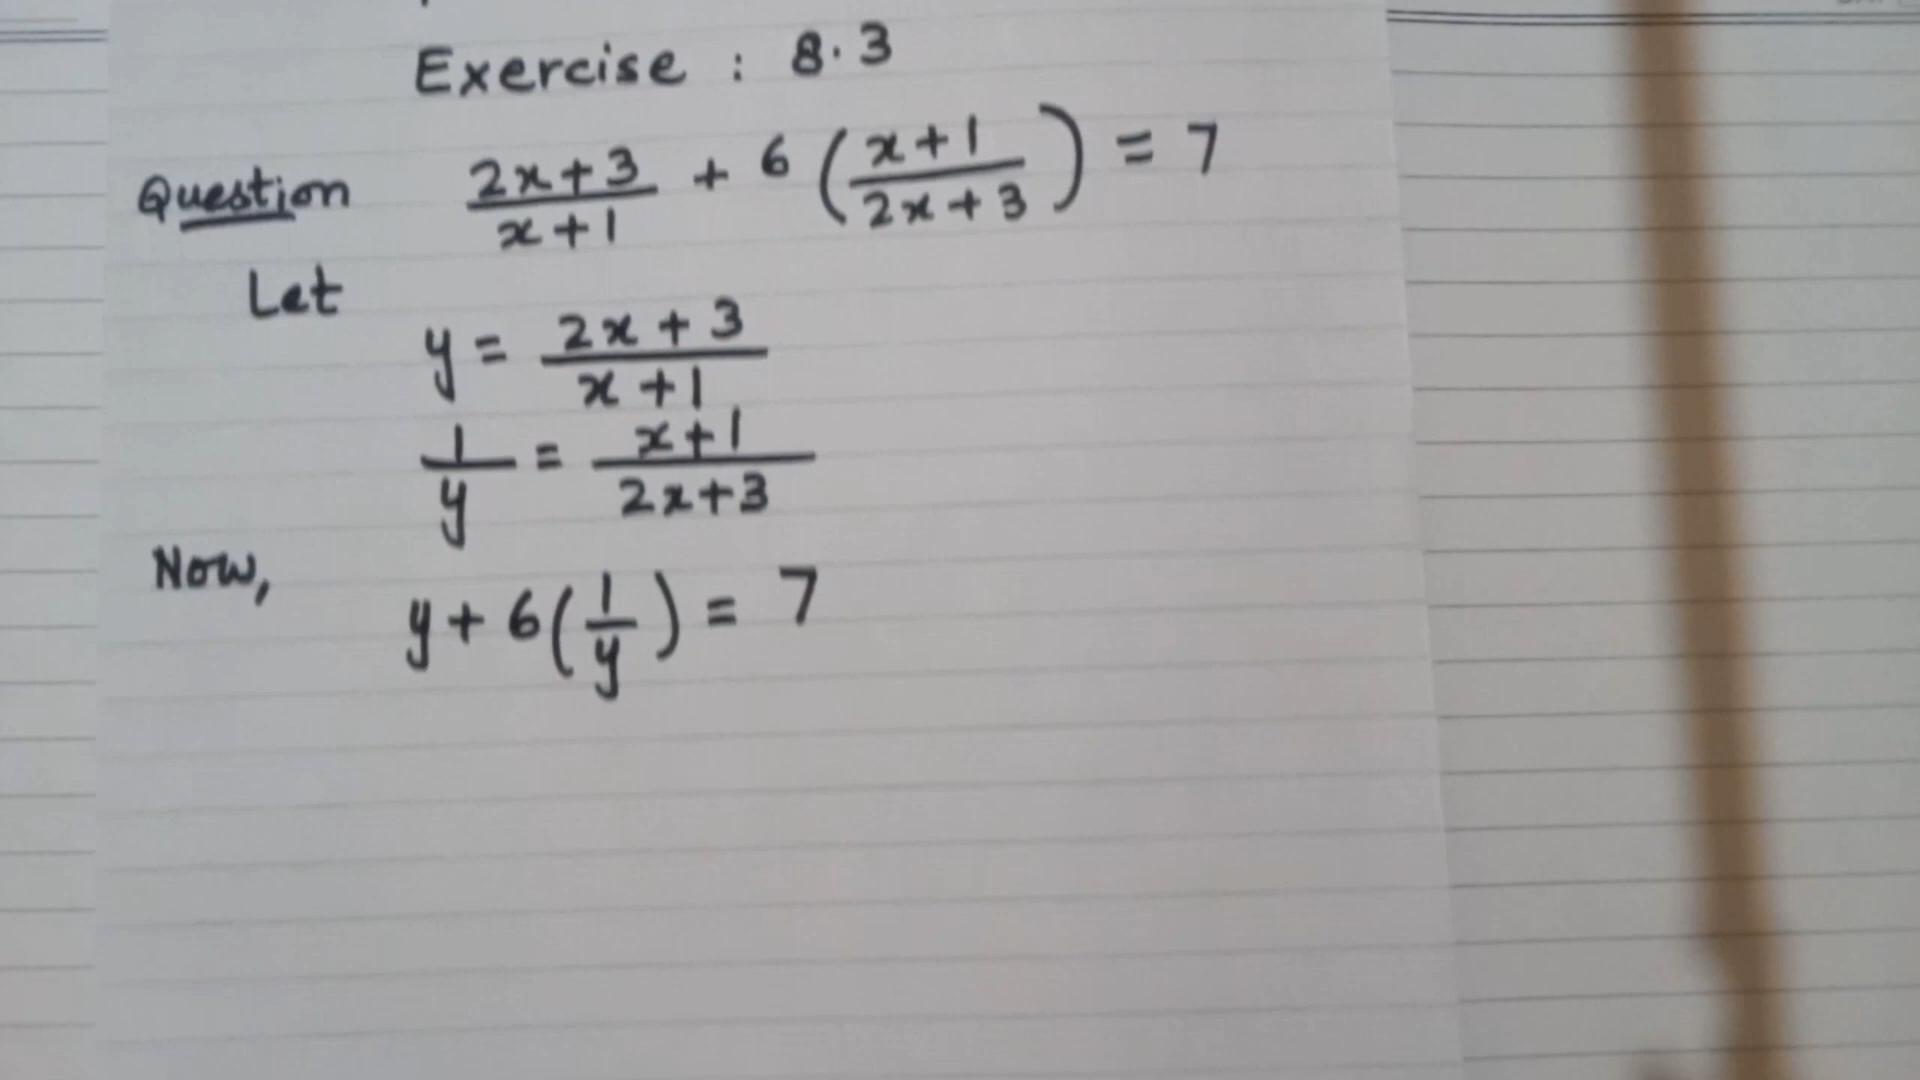 Exercise : 8.3
Question (2x+3)/(x+1) + 6 ((x+1)/(2x+3)) = 7
Let
y = (2x+3)/(x+1)
1/y = (x+1)/(2x+3)
Now,
y + 6(1/y) = 7